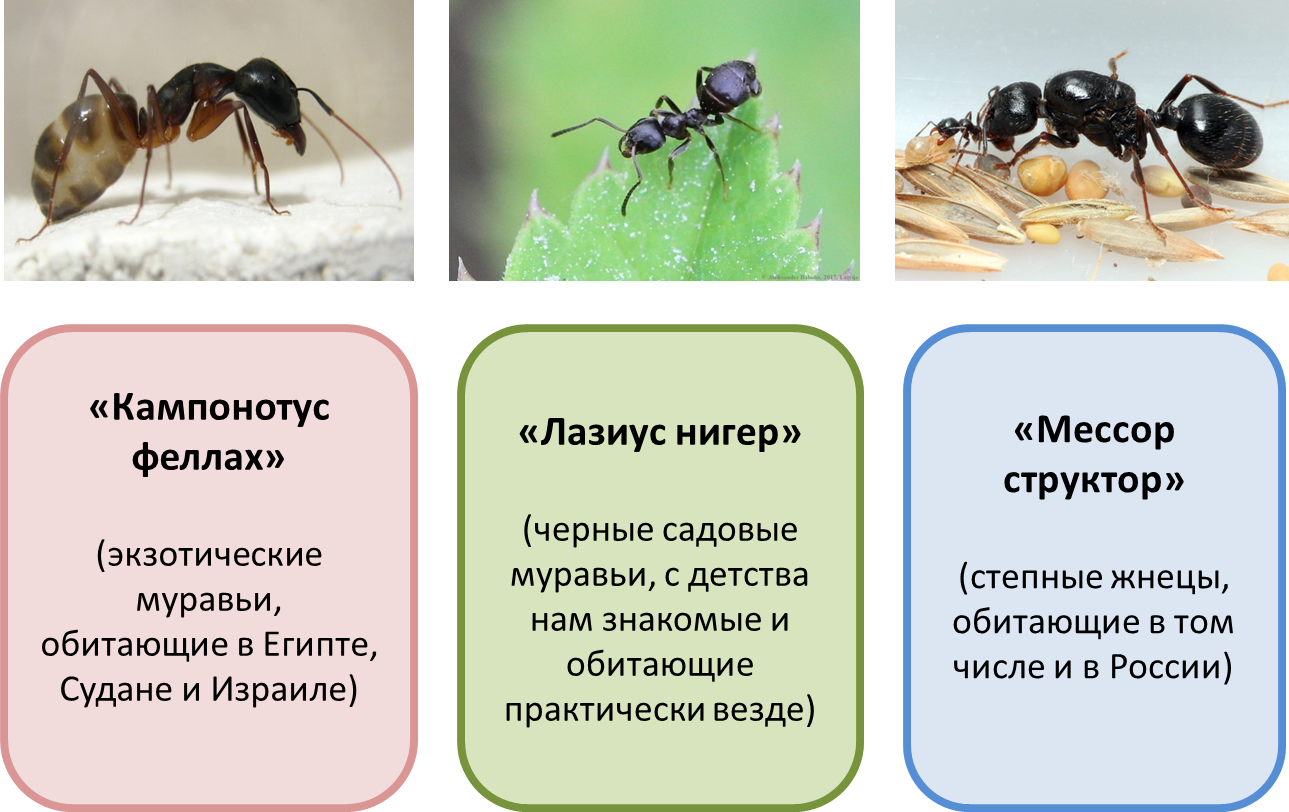 «Кампонотус
феллах»
(экзотические
муравьи,
обитающие в Египте,
Судане и Израиле)
«Лазиус нигер»
(черные садовые
муравьи, с детства
нам знакомые и
обитающие
практически везде)
«Мессор
структор»
(степные жнецы,
обитающие в том
числе и в России)